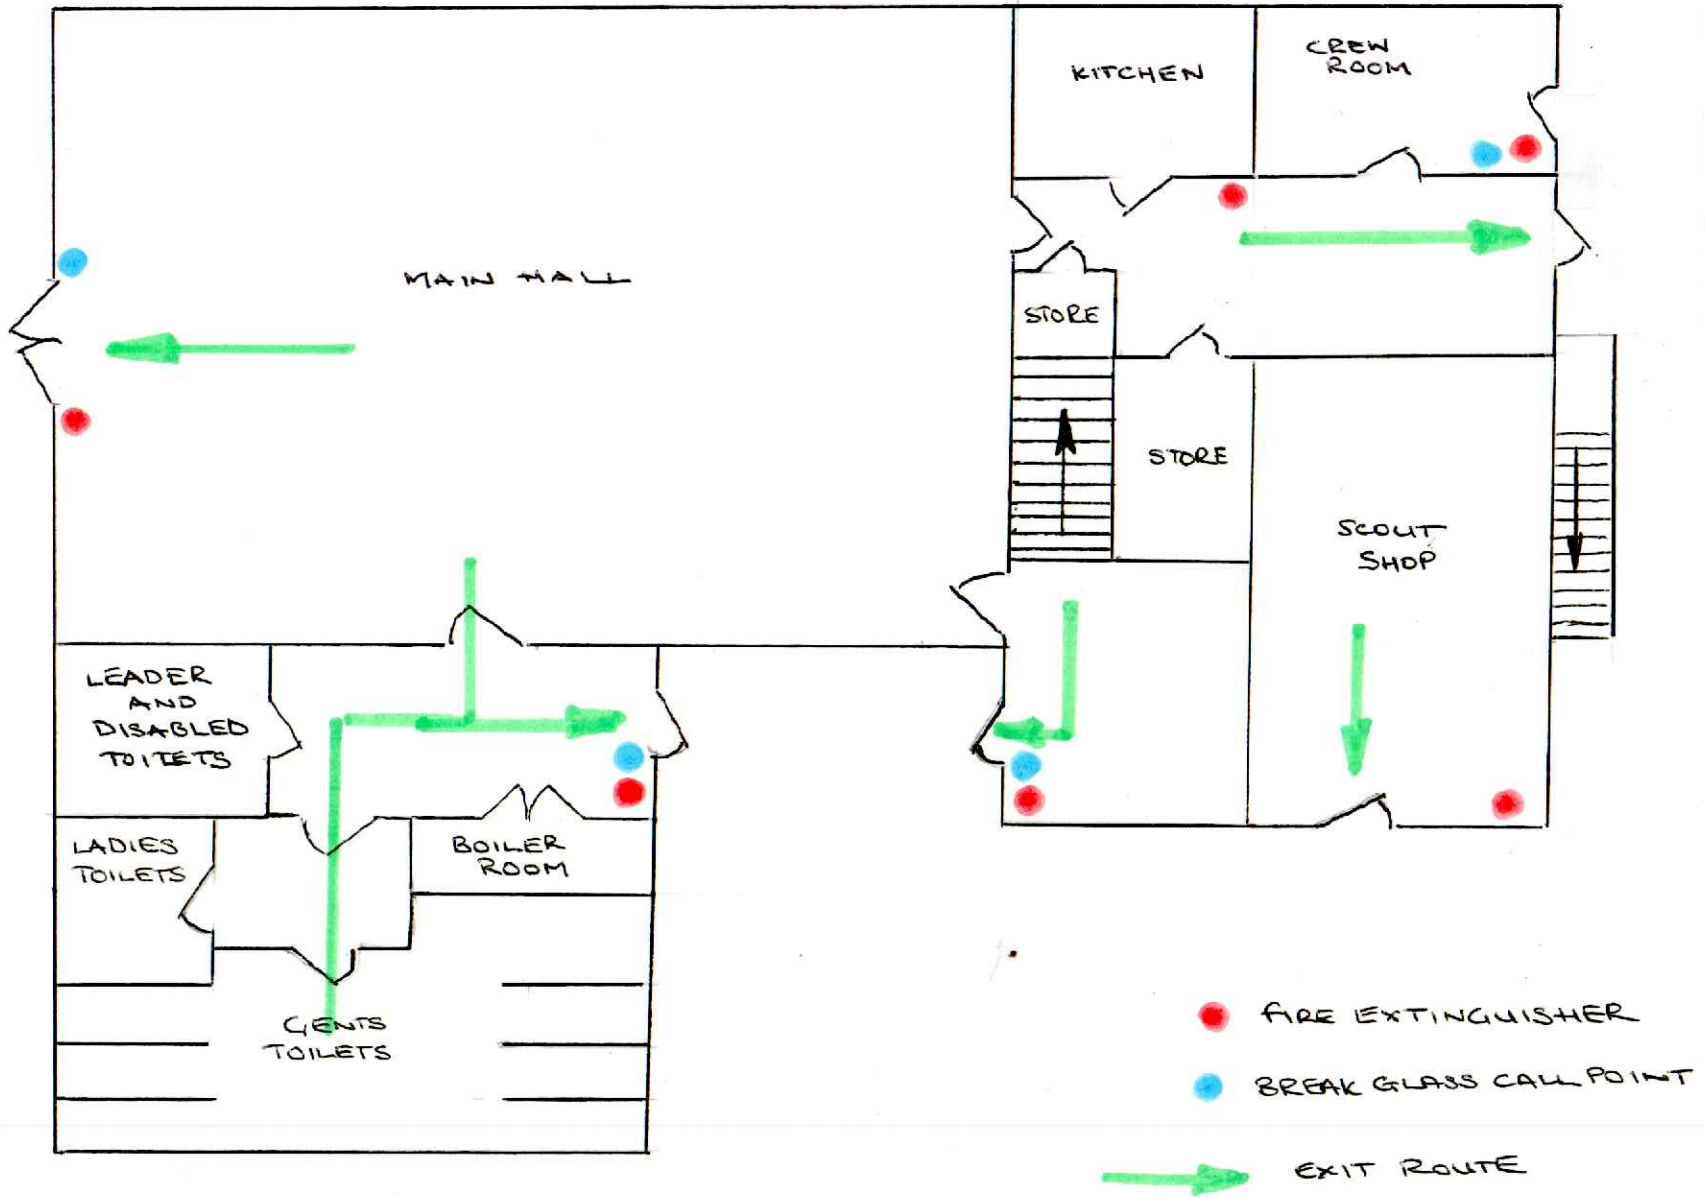 KITCHEN
CREW
ROOM
MAIN HALL
STORE
STORE
SCOUT
SHOP
LEADER
AND
DISABLED
TOITETS
LADIES
TOILETS
BOILER
ROOM
GENTS
TOILETS
FIRE EXTINGUISHER
BREAK GLASS CALL POINT
EXIT ROUTE